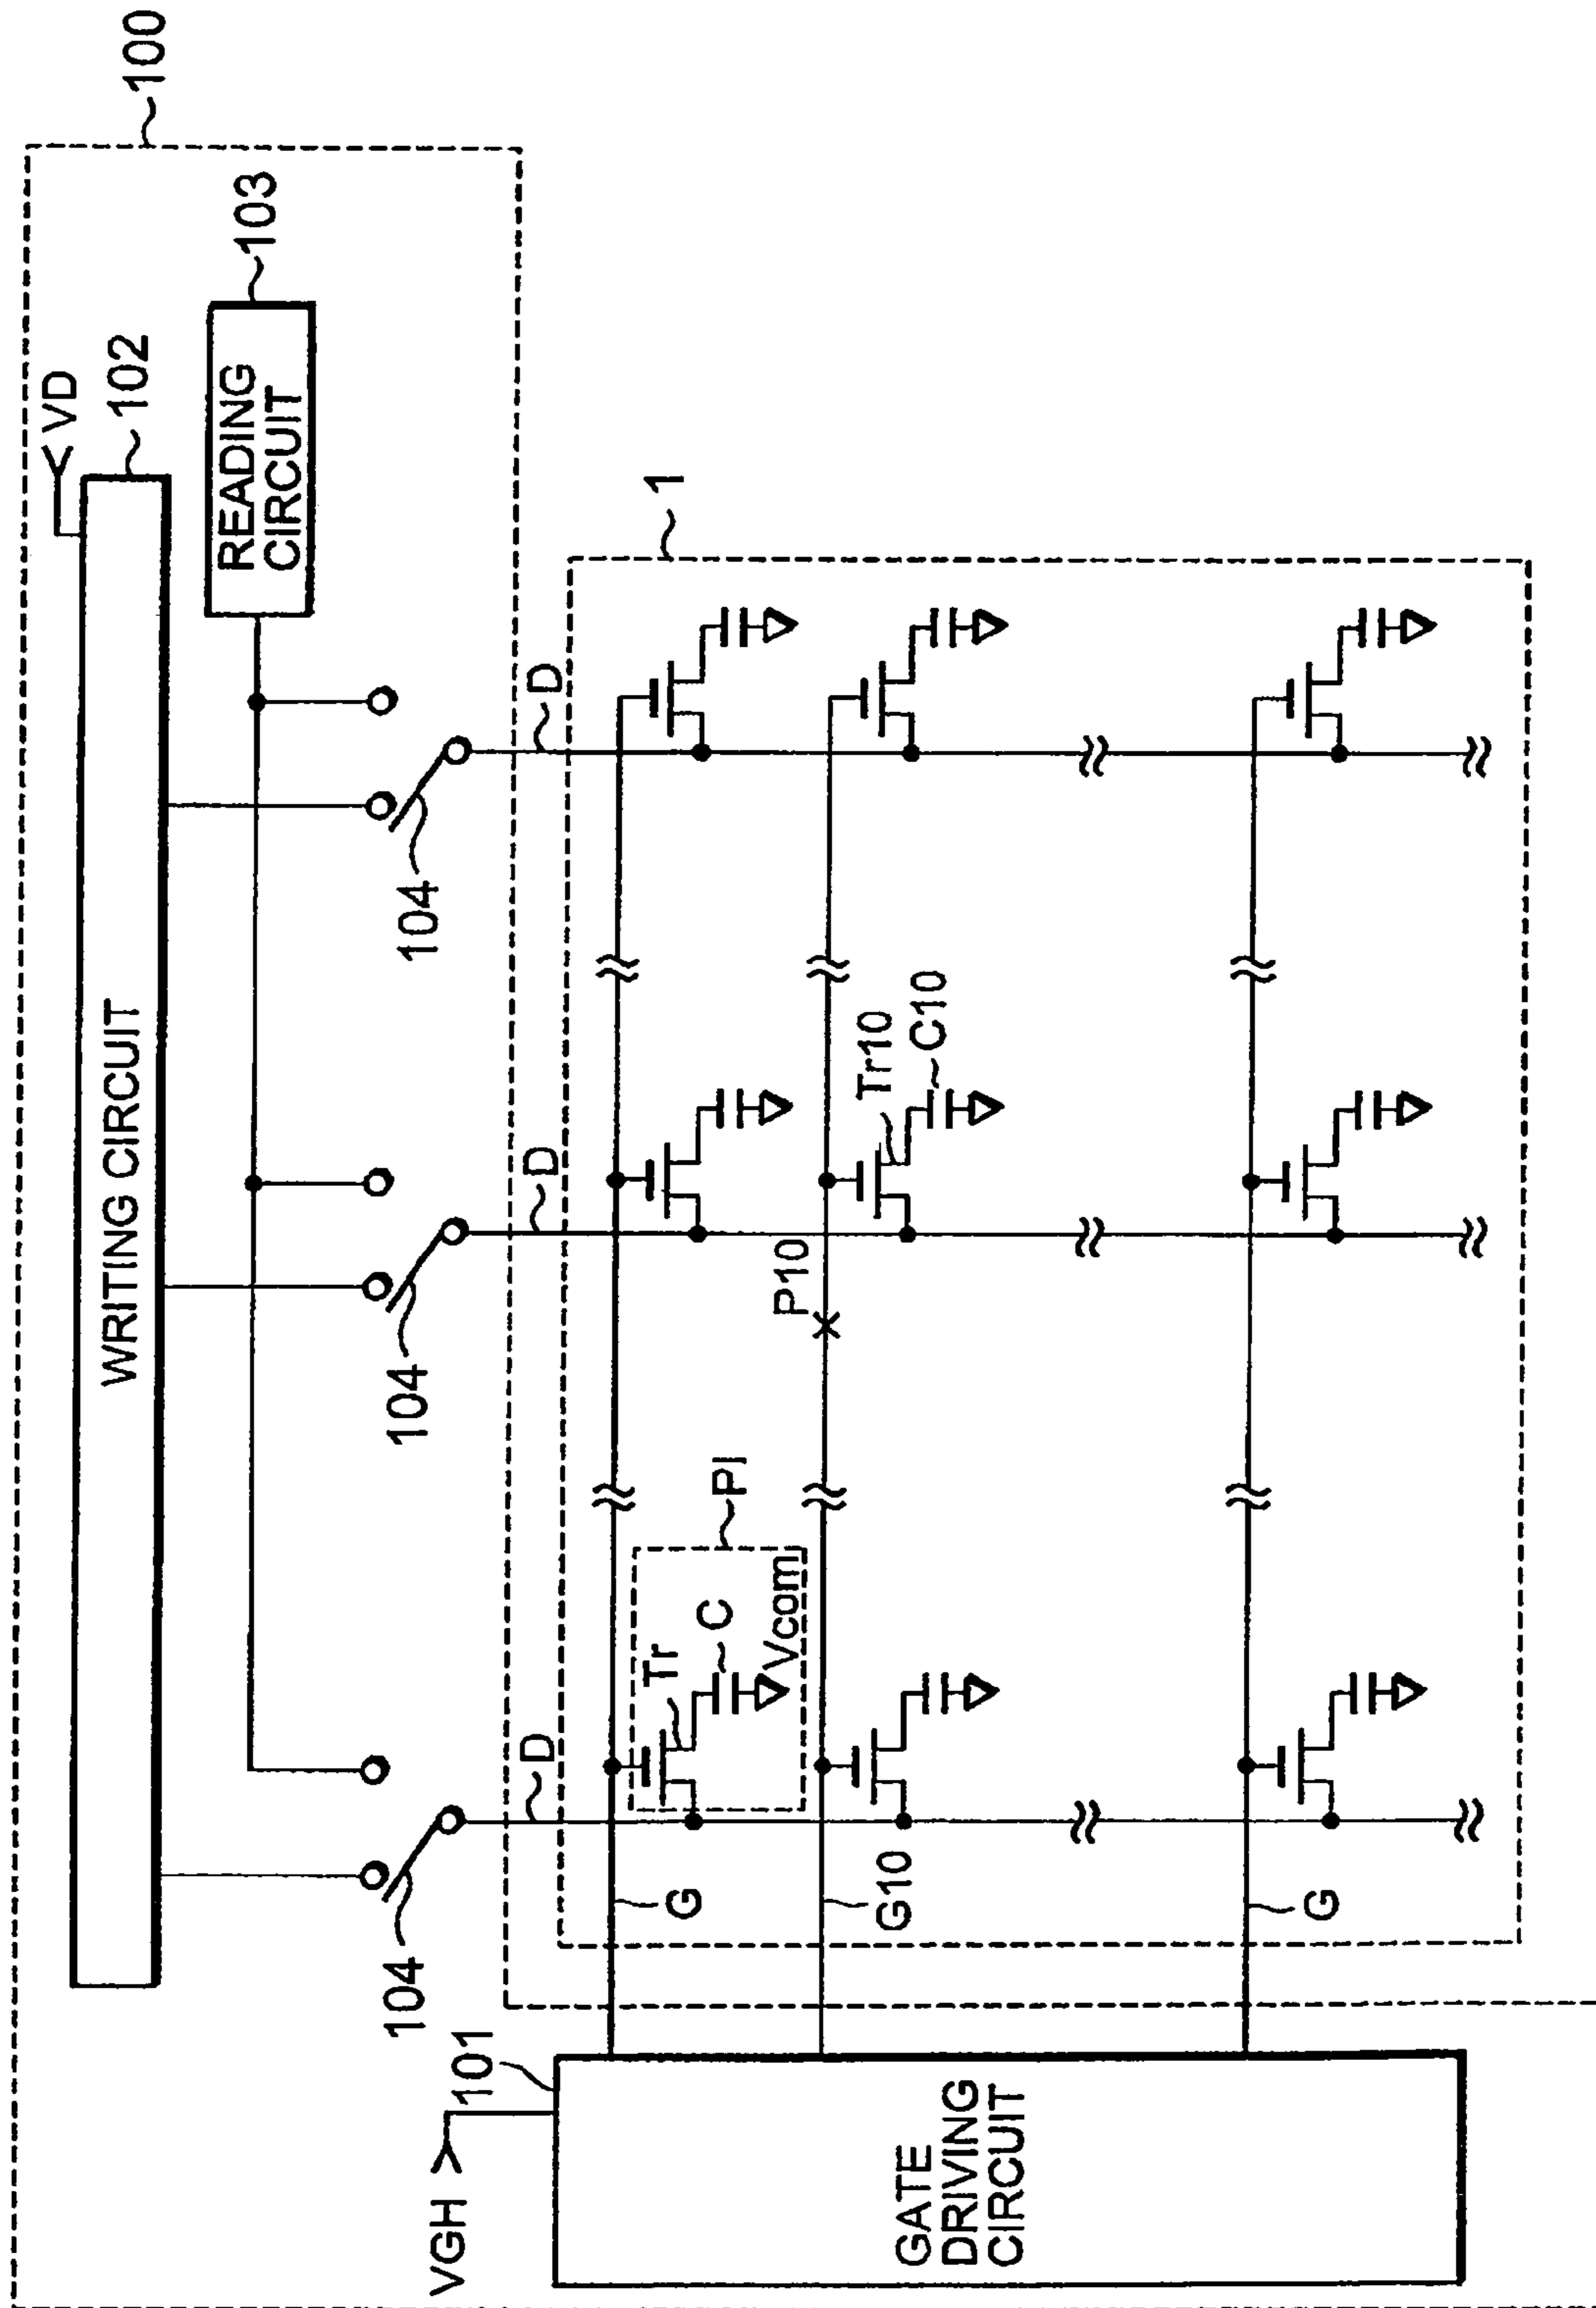 100
VD
102
WRITING CIRCUIT
103
READING
CIRCUIT
104
104
104
D
D
D
1
VGH
101
GATE
DRIVING
CIRCUIT
G
Tr
C
PI
Vcom
G10
P10
Tr10
C10
G